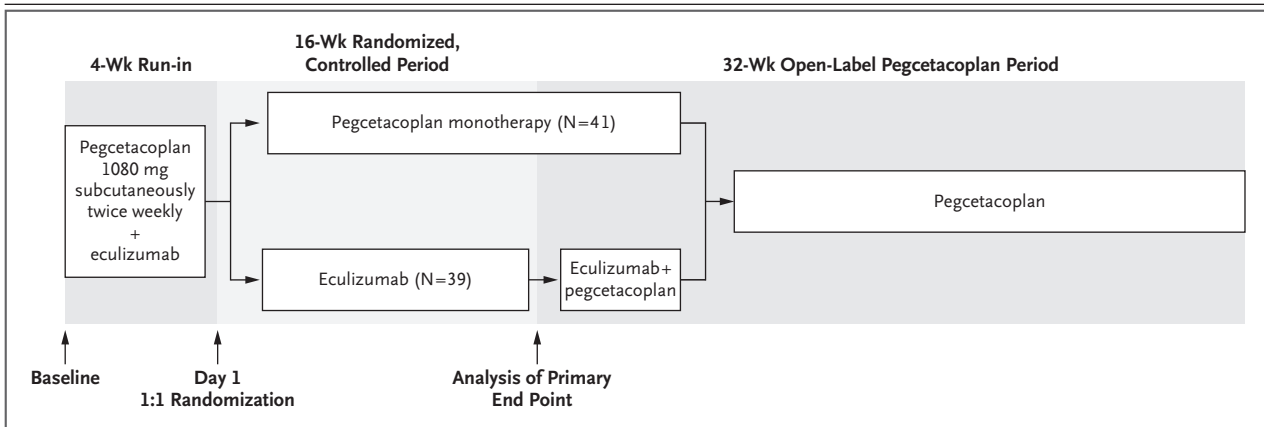 4-Wk Run-in
16-Wk Randomized,
Controlled Period
32-Wk Open-Label Pegcetacoplan Period
Pegcetacoplan
1080 mg
subcutaneously
twice weekly
+
eculizumab
Pegcetacoplan monotherapy (N=41)
Eculizumab (N=39)
Eculizumab+
pegcetacoplan
Pegcetacoplan
Baseline
Day 1
1:1 Randomization
Analysis of Primary
End Point